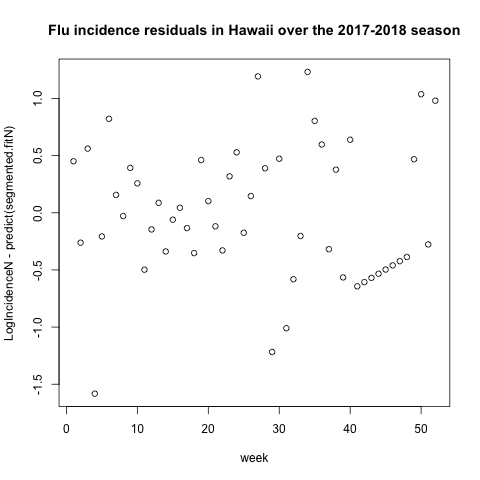 Flu incidence residuals in Hawaii over the 2017-2018 season
LogIncidenceN - predict(segmented.fitN)
1.0
0.5
0.0
-0.5
-1.0
-1.5
0 10 20 30 40 50
week